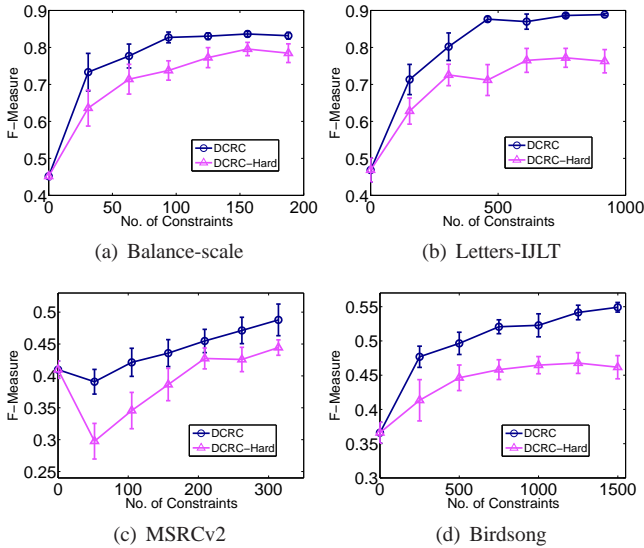 0.9
0.8
0.7
0.6
0.5
0.4
F−Measure
DCRC
DCRC−Hard
0 50 100 150 200
No. of Constraints
(a) Balance-scale
0.9
0.8
0.7
0.6
0.5
0.4
F−Measure
DCRC
DCRC−Hard
0 500 1000
No. of Constraints
(b) Letters-IJLT
0.5
0.45
0.4
0.35
0.3
0.25
F−Measure
DCRC
DCRC−Hard
0 100 200 300
No. of Constraints
(c) MSRCv2
0.55
0.5
0.45
0.4
0.35
0.3
F−Measure
DCRC
DCRC−Hard
0 500 1000 1500
No. of Constraints
(d) Birdsong